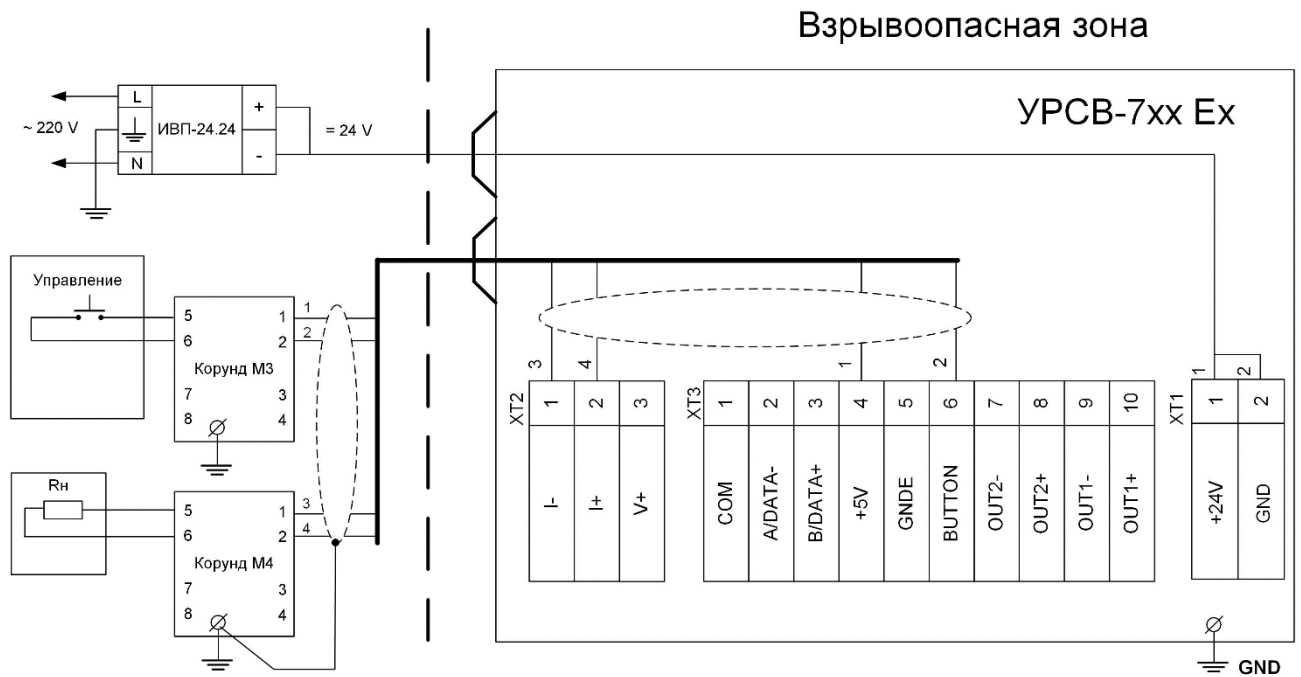 Взрывоопасная зона
УРСВ-7xx Ex
~ 220 V
L
N
ИВП-24.24
+
-
= 24 V
Управление
5
6
7
8
1
2
3
4
Корунд М3
1
2
Rн
5
6
7
8
1
2
3
4
Корунд М4
3
4
3
4
XT2
1
2
3
I-
I+
V+
1
2
XT3
1
2
3
4
5
6
7
8
9
10
COM
A/DATA-
B/DATA+
+5V
GNDE
BUTTON
OUT2-
OUT2+
OUT1-
OUT1+
1
2
XT1
1
2
+24V
GND
GND